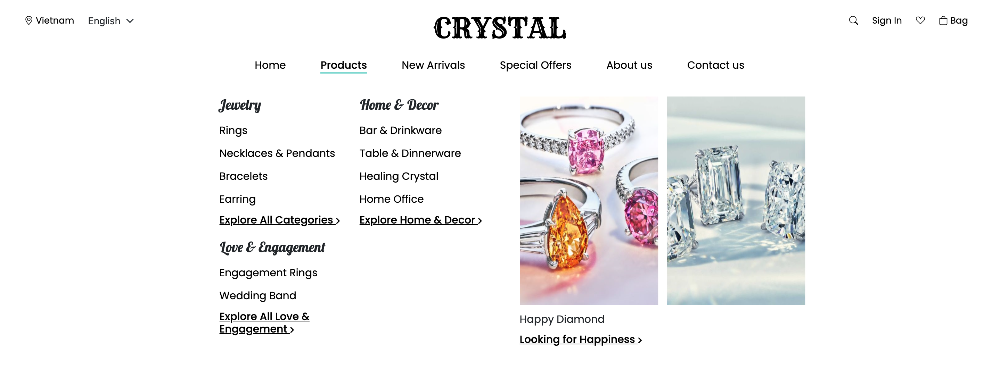 Vietnam English
CRYSTAL
Sign In Bag
Home Products New Arrivals Special Offers About us Contact us
Jewelry
Rings
Necklaces & Pendants
Bracelets
Earring
Explore All Categories >
Love & Engagement
Engagement Rings
Wedding Band
Explore All Love &
Engagement >
Home & Decor
Bar & Drinkware
Table & Dinnerware
Healing Crystal
Home Office
Explore Home & Decor >
Happy Diamond
Looking for Happiness >